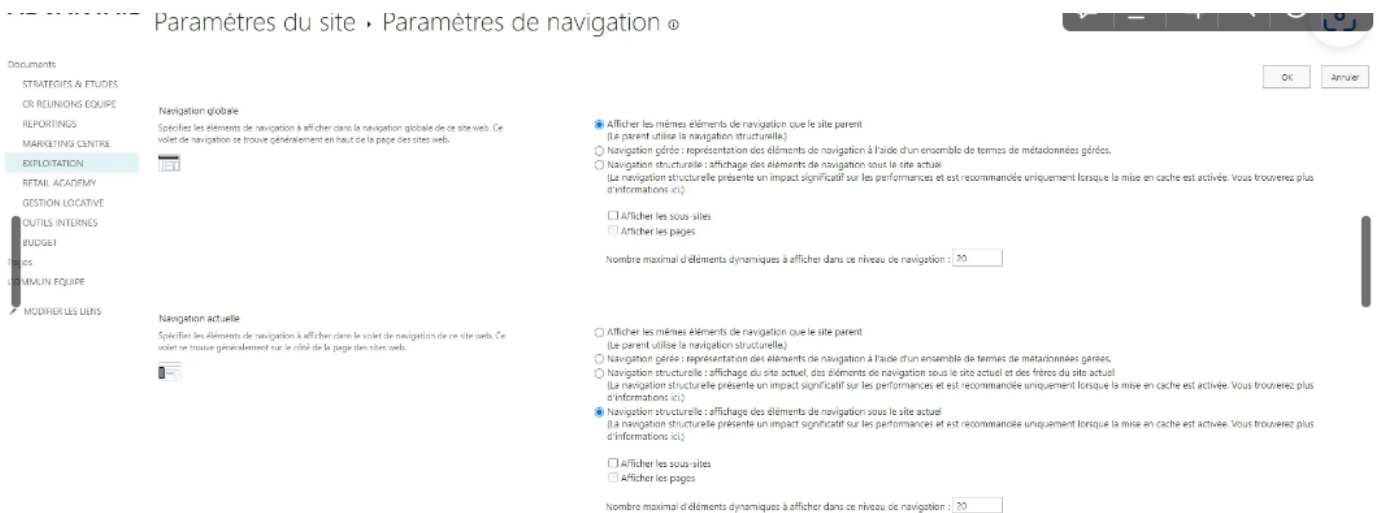 Paramètres du site › Paramètres de navigation
Documents
STRATEGIES & ETUDES
CR REUNIONS EQUIPE
REPORTINGS
MARKETING CENTRE
EXPLOITATION
RETAIL ACADEMY
GESTION LOCATIVE
OUTILS INTERNES
BUDGET
MODIFIER LES LIENS
OK
Annuler
Navigation globale
Spécifiez les éléments de navigation à afficher dans la navigation globale de ce site web. Ce
volet de navigation se trouve généralement en haut de la page des sites web.
Afficher les mêmes éléments de navigation que le site parent
(Le parent utilise la navigation structurelle.)
Navigation gérée : représentation des éléments de navigation à l'aide d'un ensemble de termes de métadonnées gérées.
Navigation structurelle : affichage des éléments de navigation sous le site actuel
(La navigation structurelle présente un impact significatif sur les performances et est recommandée uniquement lorsque la mise en cache est activée. Vous trouverez plus
d'informations ici.)
Afficher les sous-sites
Afficher les pages
Nombre maximal d'éléments dynamiques à afficher dans ce niveau de navigation : 20
Navigation actuelle
Spécifiez les éléments de navigation à afficher dans le volet de navigation de ce site web. Ce
volet se trouve généralement sur le côté de la page des sites web.
Afficher les mêmes éléments de navigation que le site parent
(Le parent utilise la navigation structurelle.)
Navigation gérée : représentation des éléments de navigation à l'aide d'un ensemble de termes de métadonnées gérées.
Navigation structurelle : affichage du site actuel, des éléments de navigation sous le site actuel et des frères du site actuel
(La navigation structurelle présente un impact significatif sur les performances et est recommandée uniquement lorsque la mise en cache est activée. Vous trouverez plus
d'informations ici.)
Navigation structurelle : affichage des éléments de navigation sous le site actuel
(La navigation structurelle présente un impact significatif sur les performances et est recommandée uniquement lorsque la mise en cache est activée. Vous trouverez plus
d'informations ici.)
Afficher les sous-sites
Afficher les pages
Nombre maximal d'éléments dynamiques à afficher dans ce niveau de navigation : 20